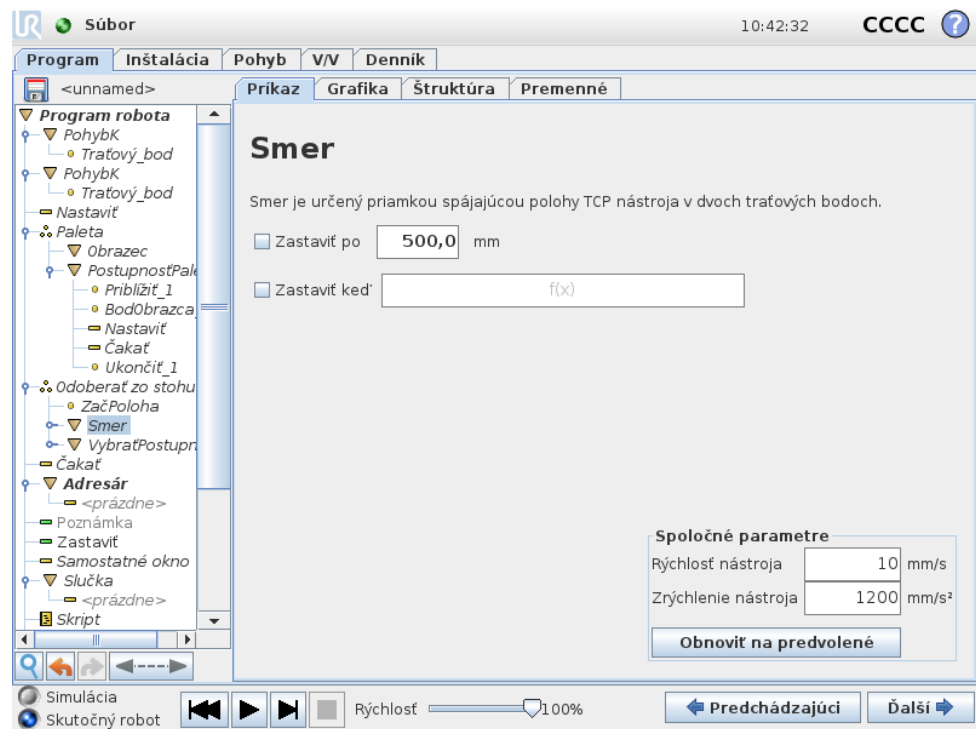 Súbor
10:42:32
CCCC
?
Program
Inštalácia
Pohyb
V/V
Denník
<unnamed>
Príkaz
Grafika
Štruktúra
Premenné
Program robota
PohybK
Traťový_bod
PohybK
Traťový_bod
Nastaviť
Paleta
Obrazec
PostupnosťPale
Priblížiť_1
BodObrazca_
Nastaviť
Čakať
Ukončiť_1
Odoberať zo stohu
ZačPoloha
Smer
VybraťPostupn
Čakať
Adresár
<prázdne>
Poznámka
Zastaviť
Samostatné okno
Slučka
<prázdne>
Skript
Smer
Smer je určený priamkou spájajúcou polohy TCP nástroja v dvoch traťových bodoch.
Zastaviť po 500,0 mm
Zastaviť keď f(x)
Spoločné parametre
Rýchlosť nástroja 10 mm/s
Zrýchlenie nástroja 1200 mm/s²
Obnoviť na predvolené
Simulácia
Skutočný robot
Rýchlosť 100%
Predchádzajúci
Ďalší